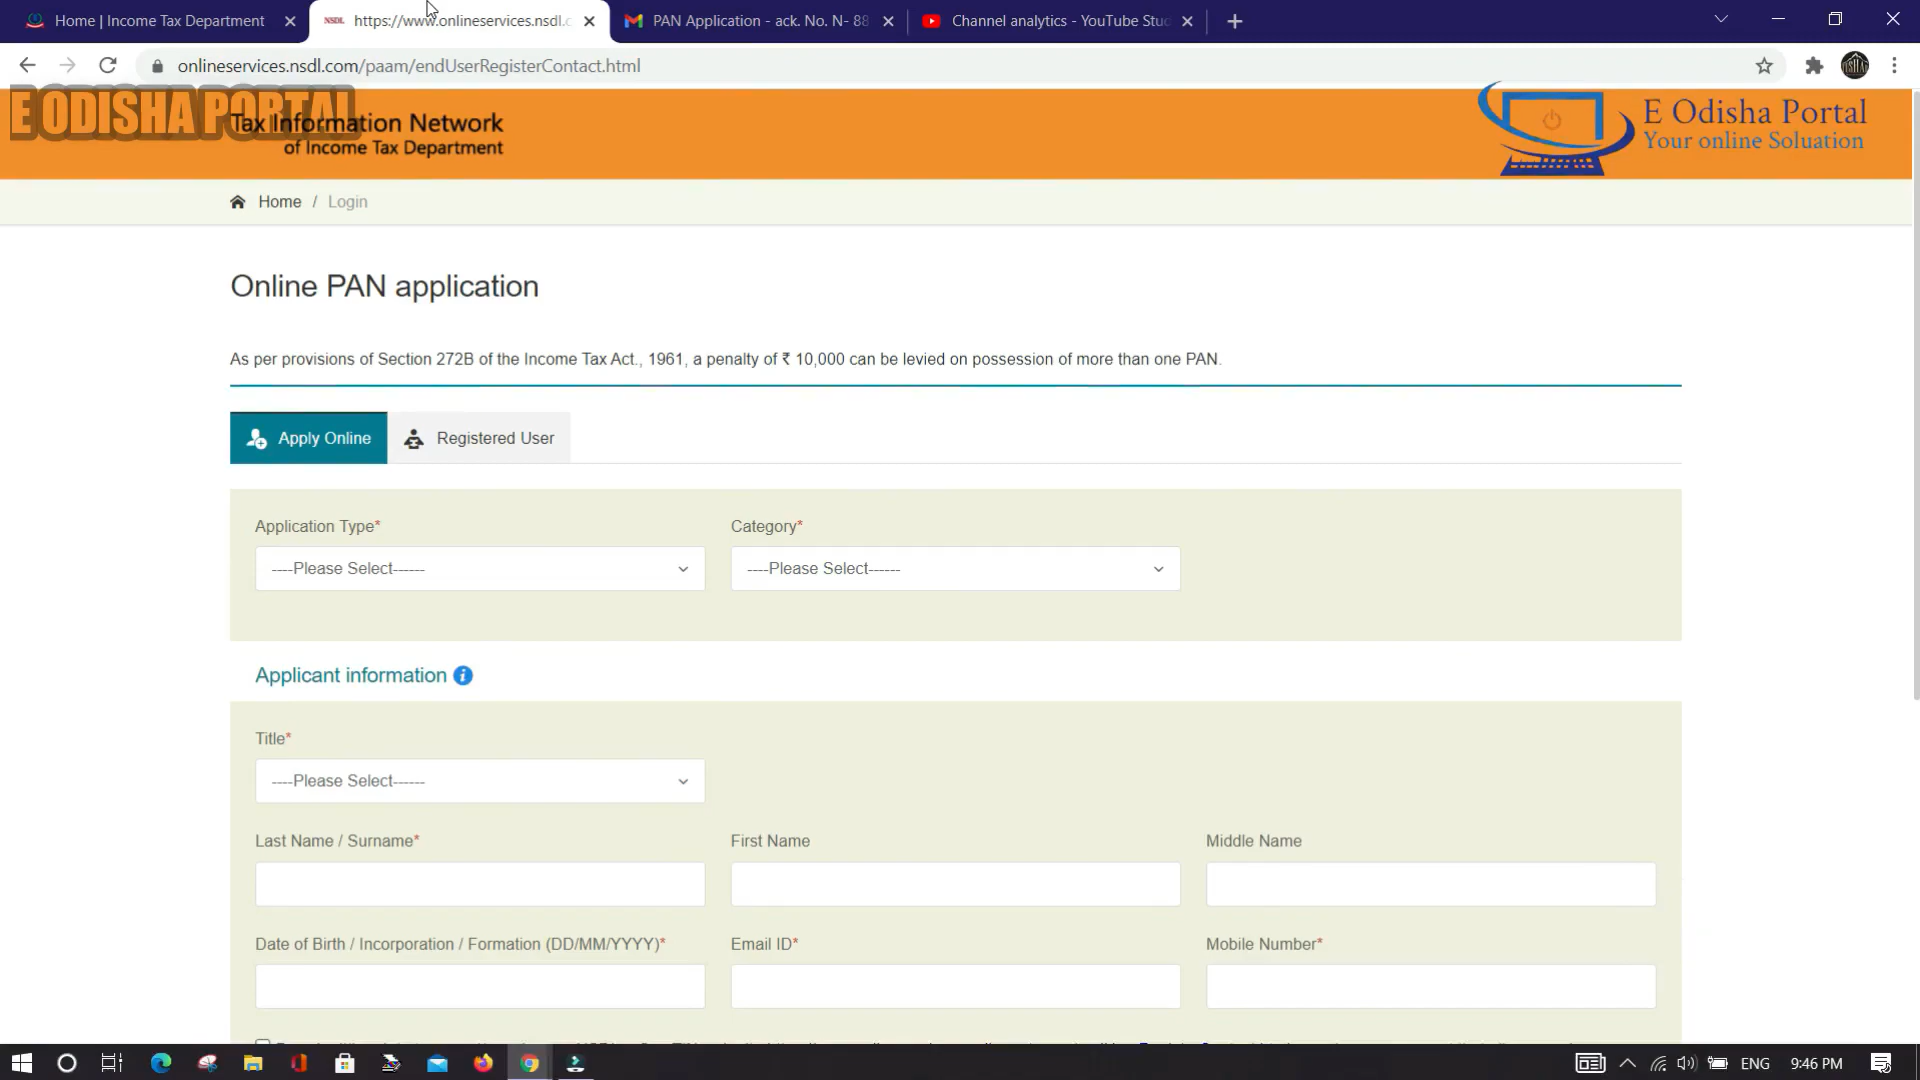 Home | Income Tax Department
NSDL https://www.onlineservices.nsdl.c
PAN Application - ack. No. N- 88
Channel analytics - YouTube Stud
onlineservices.nsdl.com/paam/endUserRegisterContact.html
E ODISHA PORTAL
Tax Information Network
of Income Tax Department
E Odisha Portal
Your online Soluation
Home / Login
Online PAN application
As per provisions of Section 272B of the Income Tax Act., 1961, a penalty of ₹ 10,000 can be levied on possession of more than one PAN.
Apply Online
Registered User
Application Type*
Category*
----Please Select------
----Please Select------
Applicant information
Title*
----Please Select------
Last Name / Surname*
First Name
Middle Name
Date of Birth / Incorporation / Formation (DD/MM/YYYY)*
Email ID*
Mobile Number*
ENG
9:46 PM